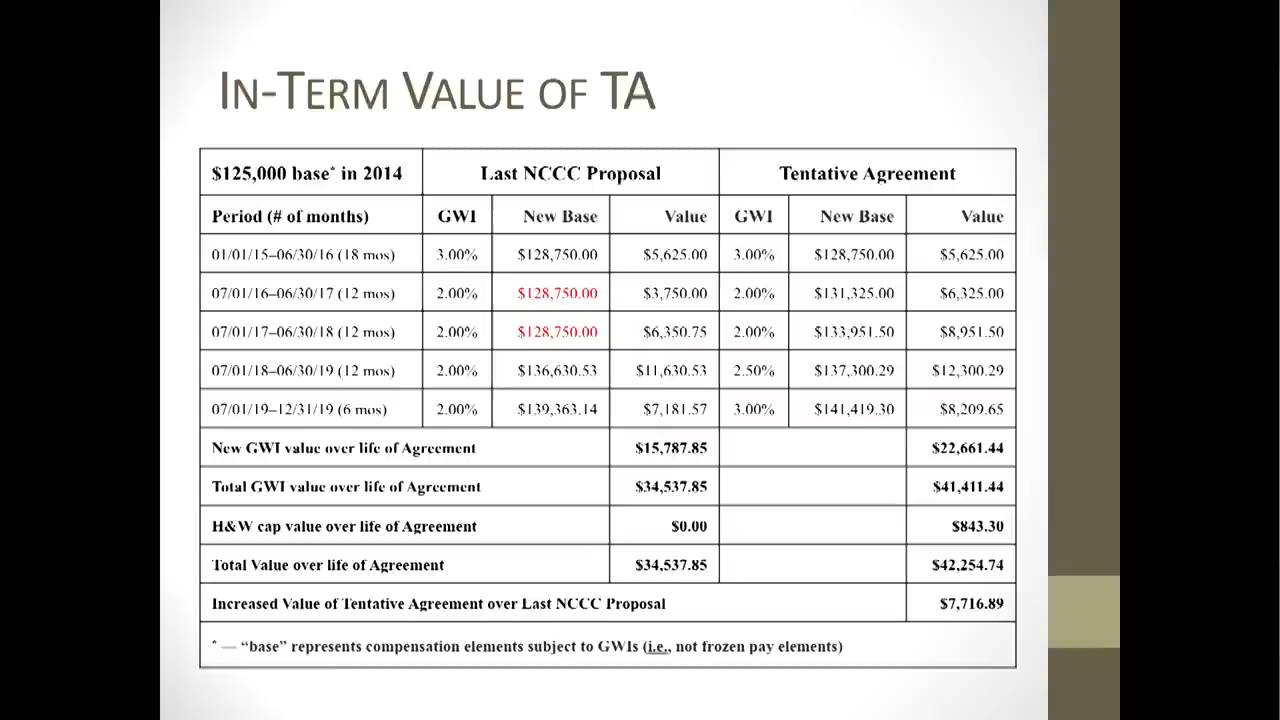 IN-TERM VALUE OF TA
$125,000 base* in 2014 Last NCCC Proposal Tentative Agreement
Period (# of months) GWI New Base Value GWI New Base Value
01/01/15–06/30/16 (18 mos) 3.00% $128,750.00 $5,625.00 3.00% $128,750.00 $5,625.00
07/01/16–06/30/17 (12 mos) 2.00% $128,750.00 $3,750.00 2.00% $131,325.00 $6,325.00
07/01/17–06/30/18 (12 mos) 2.00% $128,750.00 $6,350.75 2.00% $133,951.50 $8,951.50
07/01/18–06/30/19 (12 mos) 2.00% $136,630.53 $11,630.53 2.50% $137,300.29 $12,300.29
07/01/19–12/31/19 (6 mos) 2.00% $139,363.14 $7,181.57 3.00% $141,419.30 $8,209.65
New GWI value over life of Agreement $15,787.85 $22,661.44
Total GWI value over life of Agreement $34,537.85 $41,411.44
H&W cap value over life of Agreement $0.00 $843.30
Total Value over life of Agreement $34,537.85 $42,254.74
Increased Value of Tentative Agreement over Last NCCC Proposal $7,716.89
* — “base” represents compensation elements subject to GWIs (i.e., not frozen pay elements)